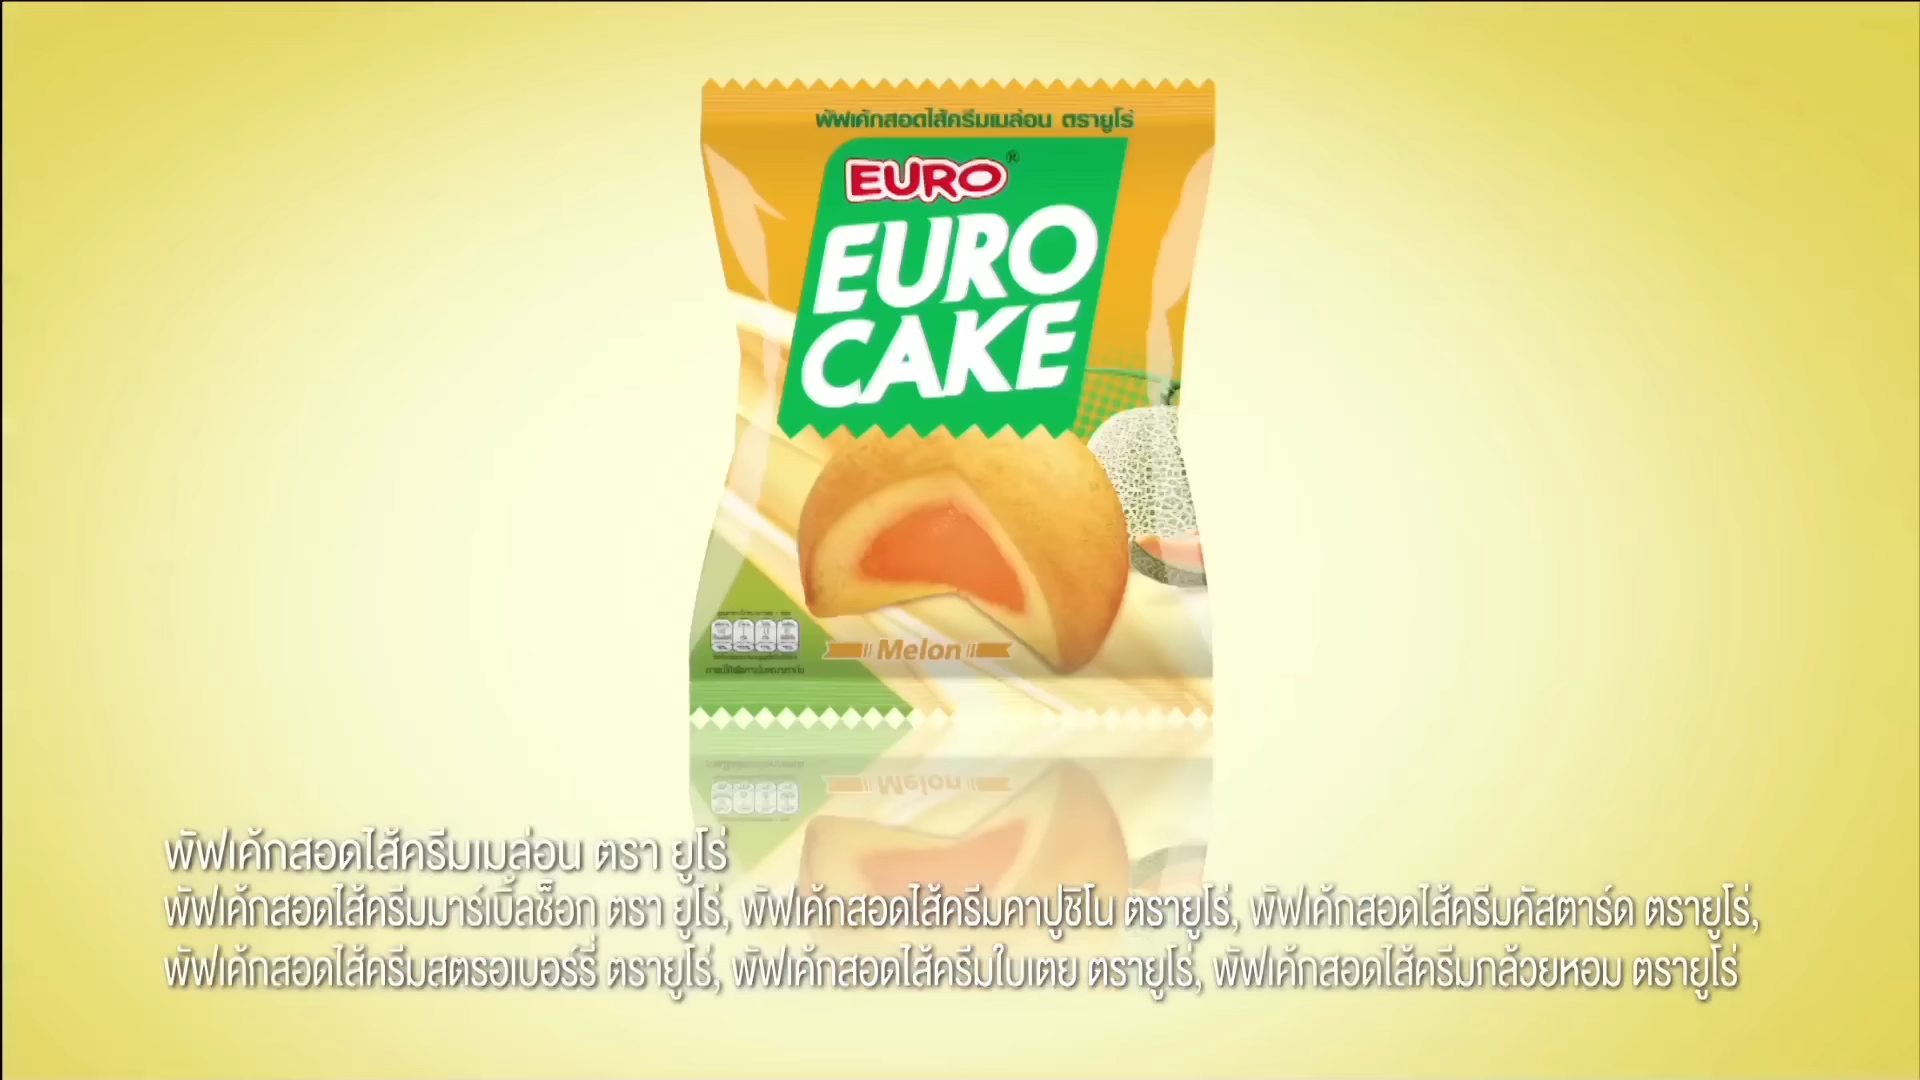 พัฟเค้กสอดไส้ครีมเมล่อน ตรายูโร่
EURO®
EURO
CAKE
Melon
พัฟเค้กสอดไส้ครีมเมล่อน ตรา ยูโร่
พัฟเค้กสอดไส้ครีมมาร์เบิ้ลช็อก ตรา ยูโร่, พัฟเค้กสอดไส้ครีมคาปูชิโน ตรายูโร่, พัฟเค้กสอดไส้ครีมคัสตาร์ด ตรายูโร่,
พัฟเค้กสอดไส้ครีมสตรอเบอร์รี่ ตรายูโร่, พัฟเค้กสอดไส้ครีมใบเตย ตรายูโร่, พัฟเค้กสอดไส้ครีมกล้วยหอม ตรายูโร่